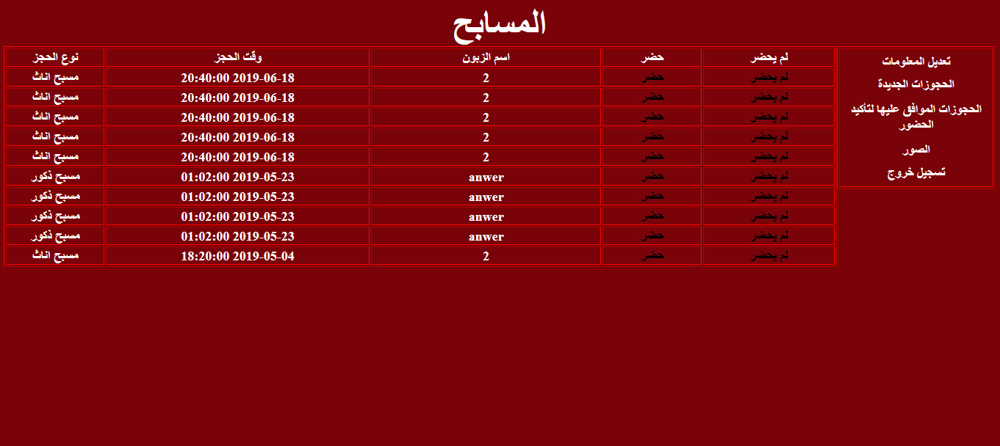 المسابح
تعديل المعلومات
الحجوزات الجديدة
الحجوزات الموافق عليها لتأكيد
الحضور
الصور
تسجيل خروج
نوع الحجز وقت الحجز اسم الزبون حضر لم يحضر
مسبح اناث 20:40:00 2019-06-18 2 حضر لم يحضر
مسبح اناث 20:40:00 2019-06-18 2 حضر لم يحضر
مسبح اناث 20:40:00 2019-06-18 2 حضر لم يحضر
مسبح اناث 20:40:00 2019-06-18 2 حضر لم يحضر
مسبح اناث 20:40:00 2019-06-18 2 حضر لم يحضر
مسبح ذكور 01:02:00 2019-05-23 anwer حضر لم يحضر
مسبح ذكور 01:02:00 2019-05-23 anwer حضر لم يحضر
مسبح ذكور 01:02:00 2019-05-23 anwer حضر لم يحضر
مسبح ذكور 01:02:00 2019-05-23 anwer حضر لم يحضر
مسبح اناث 18:20:00 2019-05-04 2 حضر لم يحضر